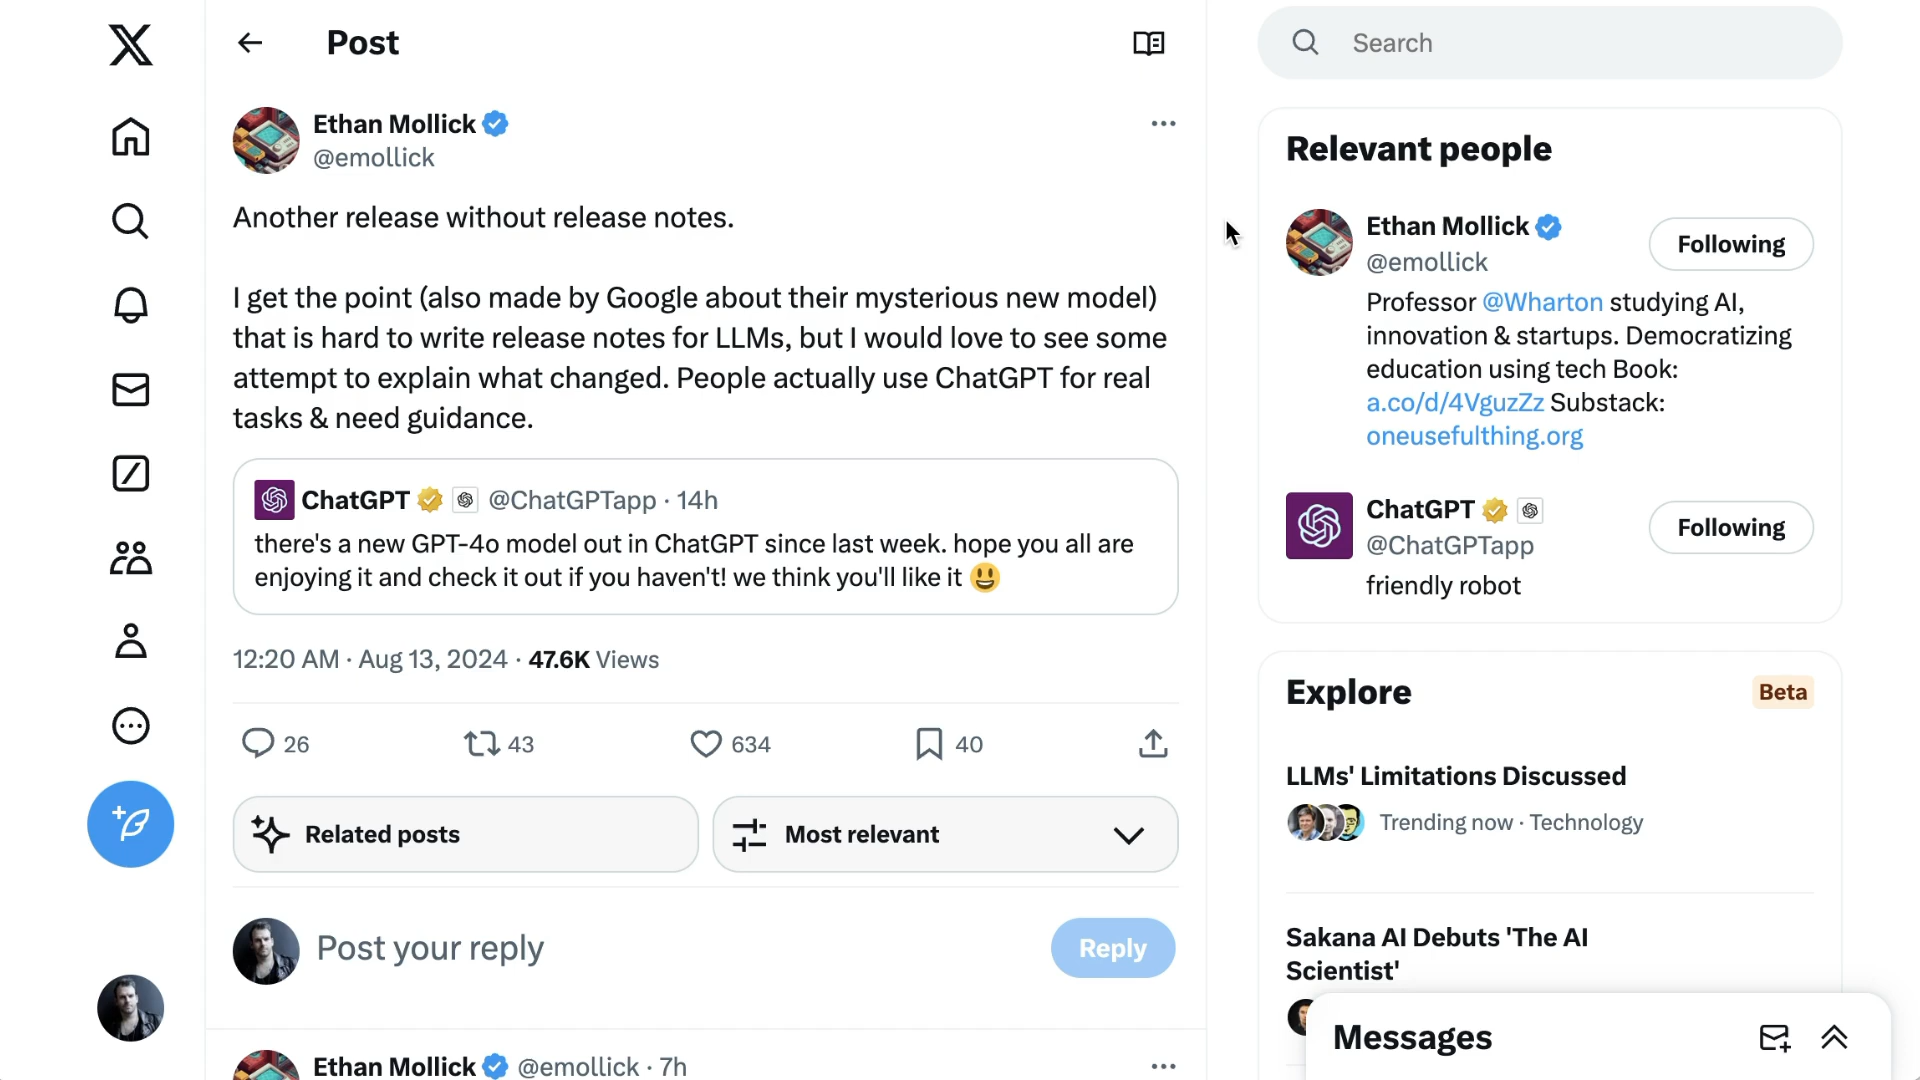 Post
Search
Ethan Mollick
@emollick
Another release without release notes.
I get the point (also made by Google about their mysterious new model)
that is hard to write release notes for LLMs, but I would love to see some
attempt to explain what changed. People actually use ChatGPT for real
tasks & need guidance.
ChatGPT @ChatGPTapp · 14h
there's a new GPT-4o model out in ChatGPT since last week. hope you all are
enjoying it and check it out if you haven't! we think you'll like it 😃
12:20 AM · Aug 13, 2024 · 47.6K Views
26 43 634 40
Related posts
Most relevant
Post your reply
Reply
Ethan Mollick @emollick · 7h
Relevant people
Ethan Mollick
@emollick
Following
Professor @Wharton studying AI,
innovation & startups. Democratizing
education using tech Book:
a.co/d/4VguzZz Substack:
oneusefulthing.org
ChatGPT
@ChatGPTapp
Following
friendly robot
Explore
Beta
LLMs' Limitations Discussed
Trending now · Technology
Sakana AI Debuts 'The AI
Scientist'
Messages